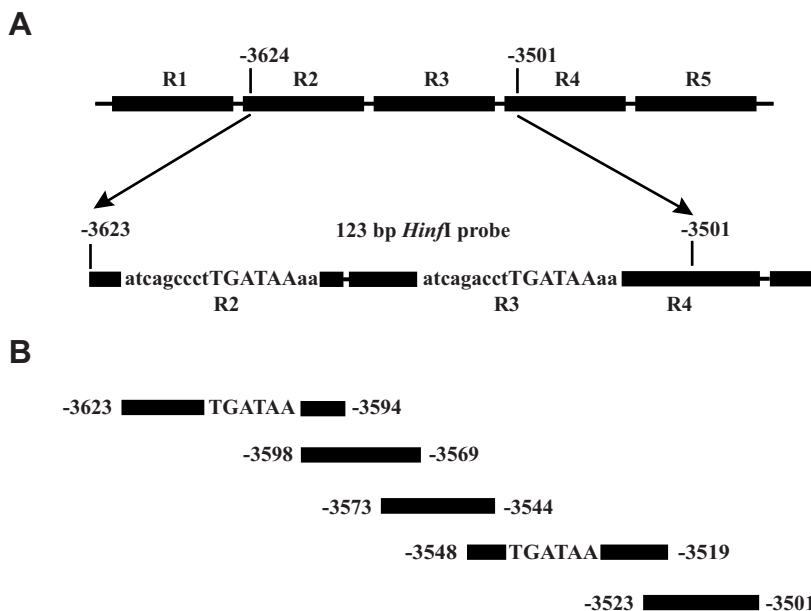 A
-3624 -3501
R1 R2 R3 R4 R5
-3623 123 bp HinfI probe -3501
atcagccctTGATAAaa atcagacctTGATAAaa
R2 R3 R4
B
-3623 TGATAA -3594
-3598 -3569
-3573 -3544
-3548 TGATAA -3519
-3523 -3501